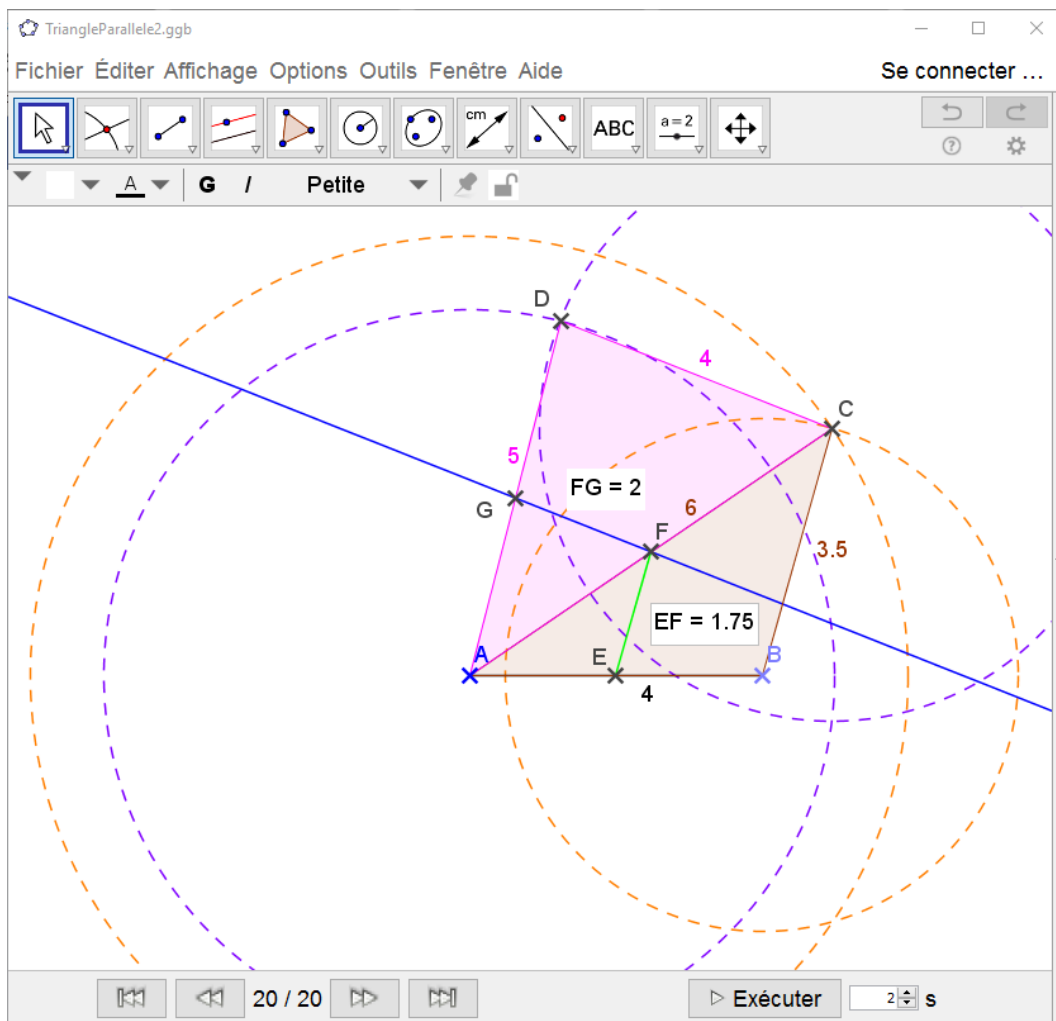 TriangleParallele2.ggb
Fichier Éditer Affichage Options Outils Fenêtre Aide Se connecter ...
cm ABC a = 2
A G I Petite
D
4
C
5
FG = 2
G
6
F
3.5
EF = 1.75
A E B
4
20 / 20 Exécuter 2 s